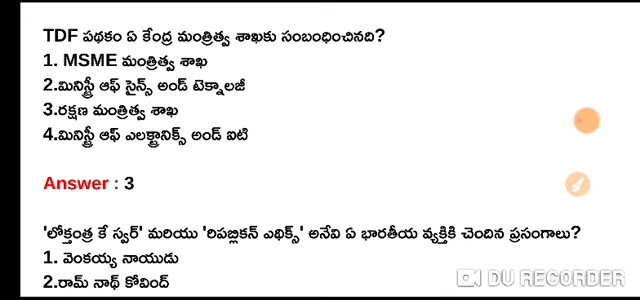 TDF పథకం ఏ కేంద్ర మంత్రిత్వ శాఖకు సంబంధించినది?
1. MSME మంత్రిత్వ శాఖ
2.మినిస్ట్రీ ఆఫ్ సైన్స్ అండ్ టెక్నాలజీ
3.రక్షణ మంత్రిత్వ శాఖ
4.మినిస్ట్రీ ఆఫ్ ఎలక్ట్రానిక్స్ అండ్ ఐటి
Answer : 3
'లోక్తంత్ర కే స్వర్' మరియు 'రిపబ్లికన్ ఎథిక్స్' అనేవి ఏ భారతీయ వ్యక్తికి చెందిన ప్రసంగాలు?
1. వెంకయ్య నాయుడు
2.రామ్ నాథ్ కోవింద్
DU RECORDER